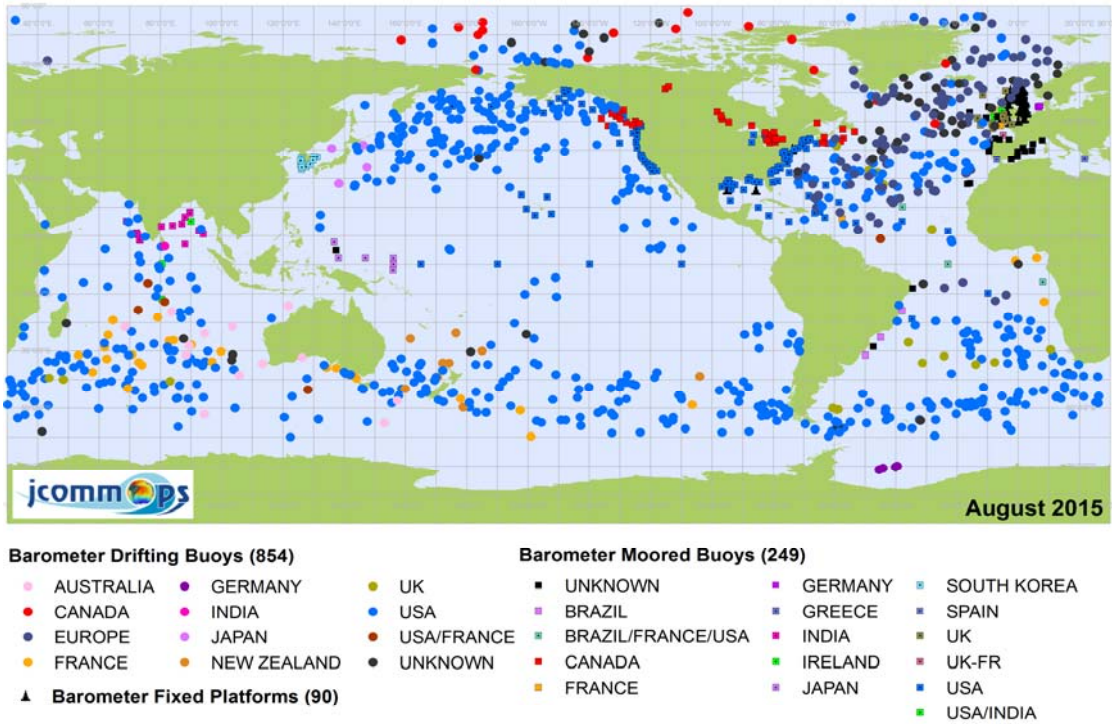 jcommops
August 2015
Barometer Drifting Buoys (854)
AUSTRALIA
CANADA
EUROPE
FRANCE
GERMANY
INDIA
JAPAN
NEW ZEALAND
UK
USA
USA/FRANCE
UNKNOWN
Barometer Fixed Platforms (90)
Barometer Moored Buoys (249)
UNKNOWN
BRAZIL
BRAZIL/FRANCE/USA
CANADA
FRANCE
GERMANY
GREECE
INDIA
IRELAND
JAPAN
SOUTH KOREA
SPAIN
UK
UK-FR
USA
USA/INDIA